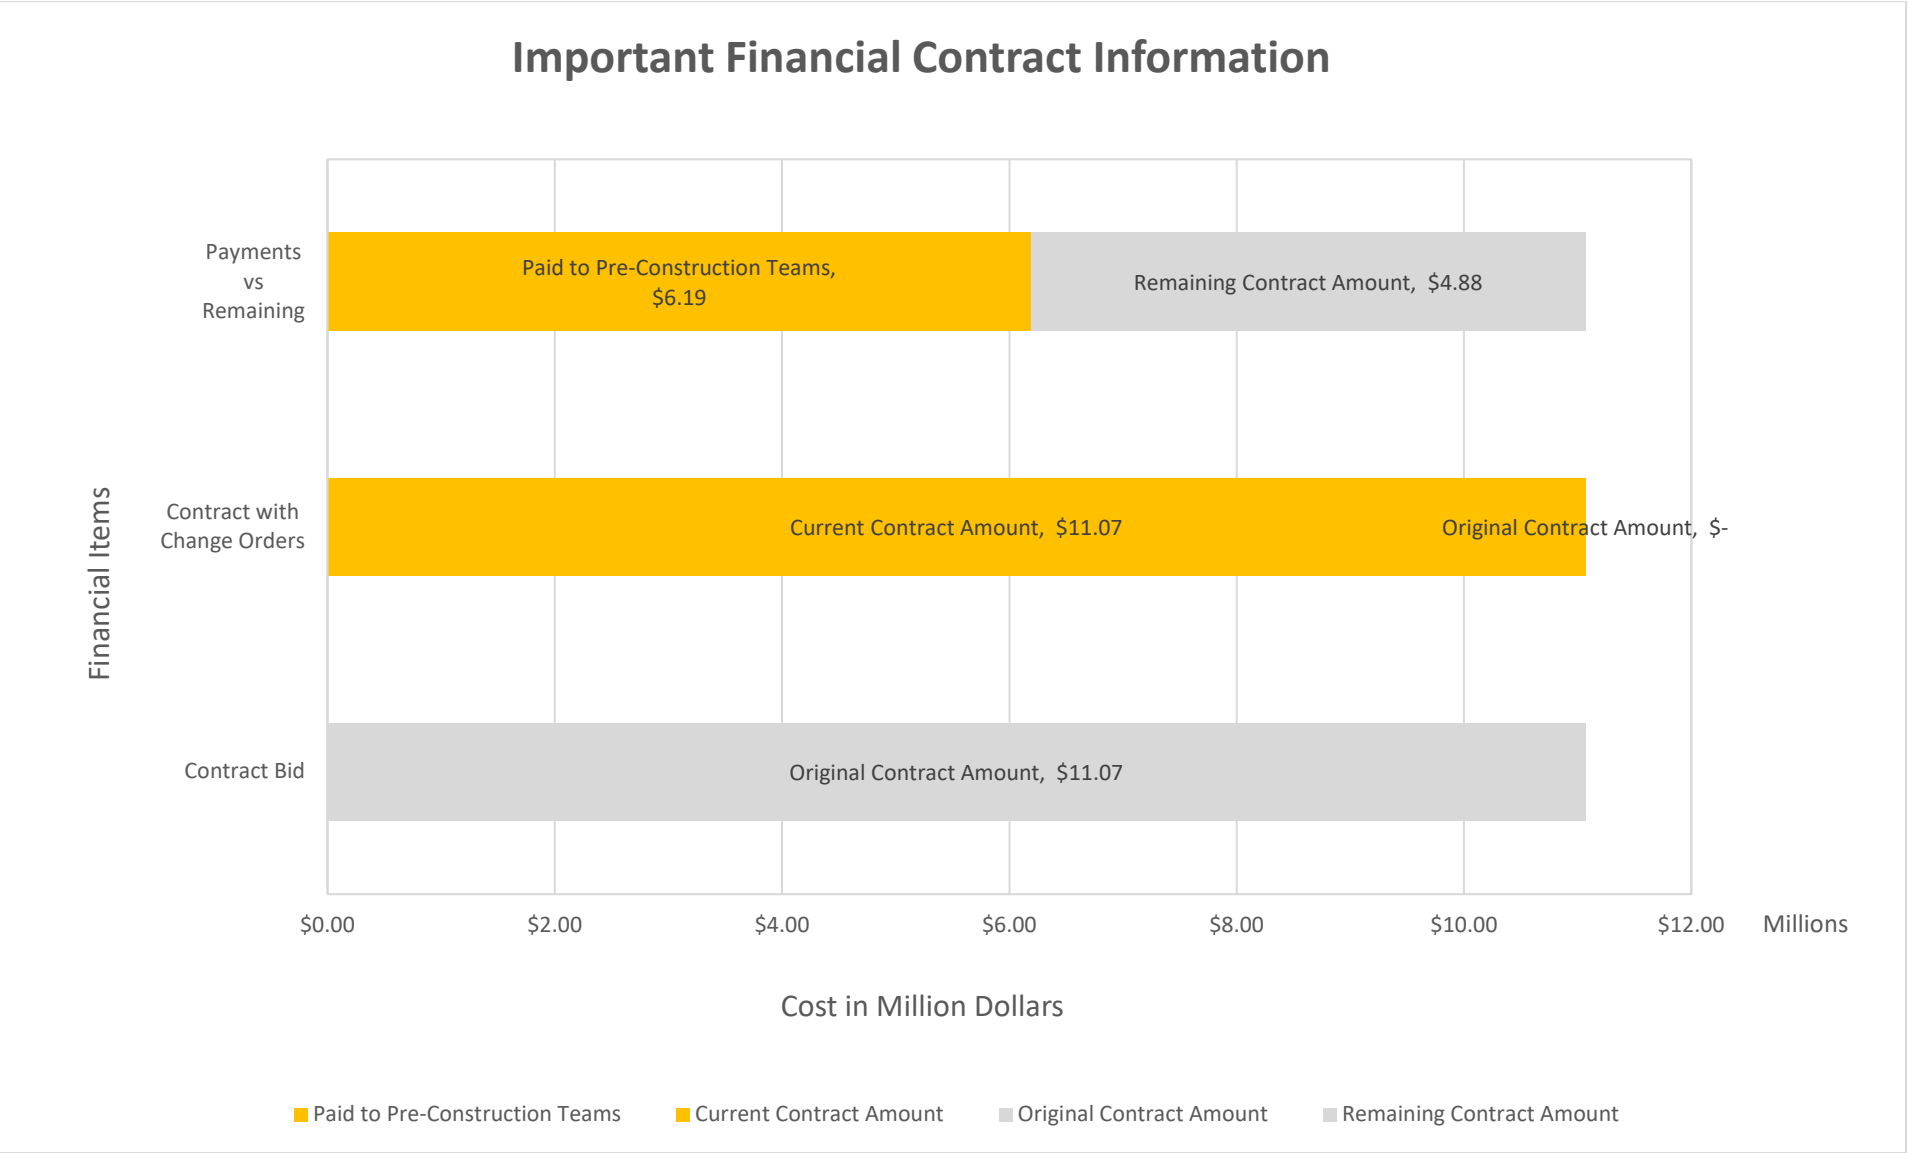 Important Financial Contract Information
Payments
vs
Remaining
Paid to Pre-Construction Teams,
$6.19
Remaining Contract Amount, $4.88
Contract with
Change Orders
Current Contract Amount, $11.07
Original Contract Amount, $-
Contract Bid
Original Contract Amount, $11.07
Financial Items
$0.00 $2.00 $4.00 $6.00 $8.00 $10.00 $12.00 Millions
Cost in Million Dollars
Paid to Pre-Construction Teams Current Contract Amount Original Contract Amount Remaining Contract Amount